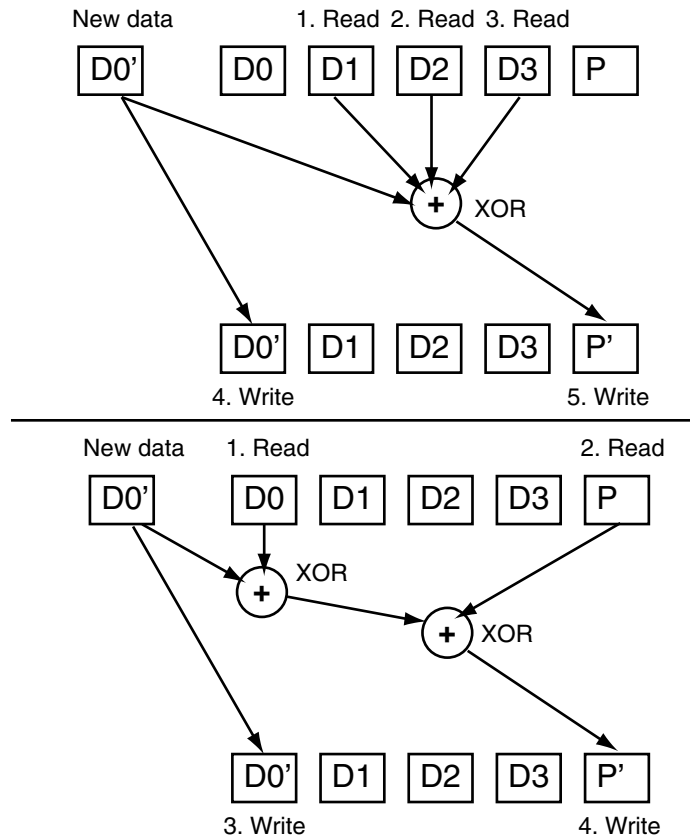 New data 1. Read 2. Read 3. Read
D0' D0 D1 D2 D3 P
+ XOR
D0' D1 D2 D3 P'
4. Write 5. Write
New data 1. Read 2. Read
D0' D0 D1 D2 D3 P
+ XOR
+ XOR
D0' D1 D2 D3 P'
3. Write 4. Write